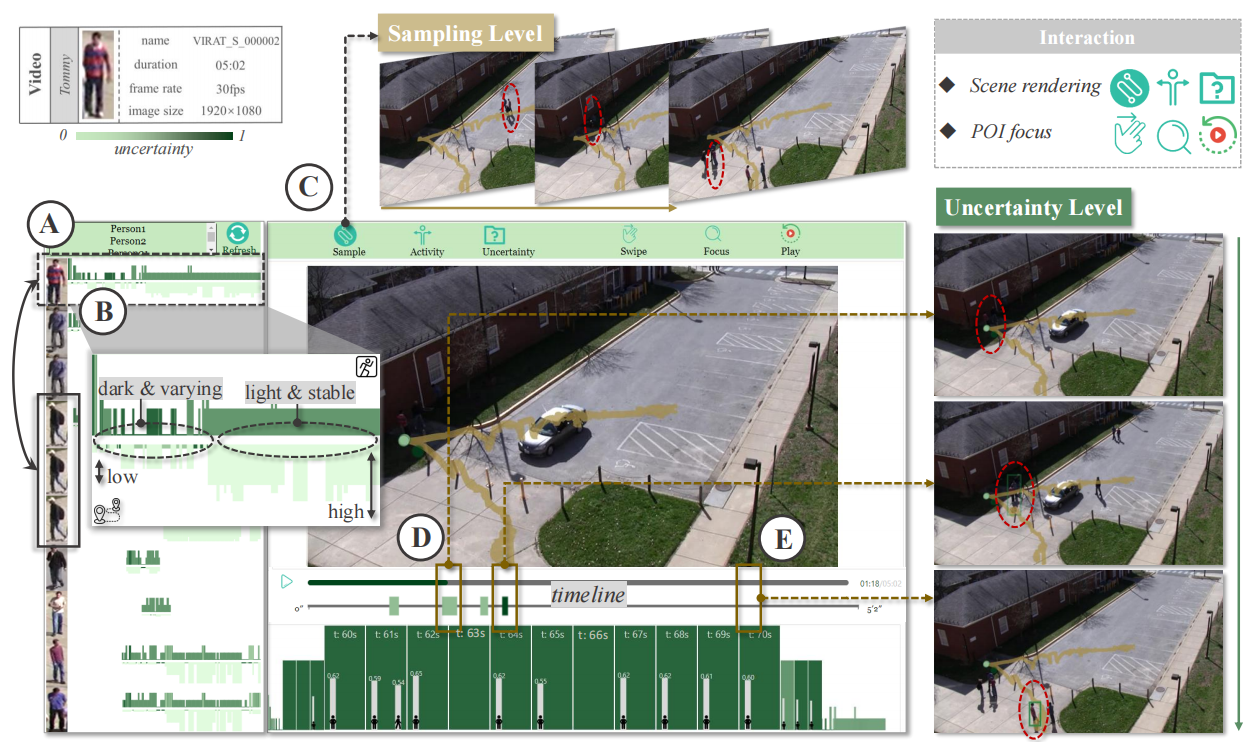 Video
Tommy
name VIRAT_S_000002
duration 05:02
frame rate 30fps
image size 1920×1080
0 1
uncertainty
Sampling Level
Interaction
Scene rendering
POI focus
C
Uncertainty Level
A
Person1
Person2
Refresh
Sample Activity Uncertainty Swipe Focus Play
B
dark & varying light & stable
low
high
D
E
01:18/05:02
timeline
0" 5'2"
t: 60s t: 61s t: 62s t: 63s t: 64s t: 65s t: 66s t: 67s t: 68s t: 69s t: 70s
0.62 0.59 0.54 0.65 0.62 0.55 0.62 0.62 0.61 0.60